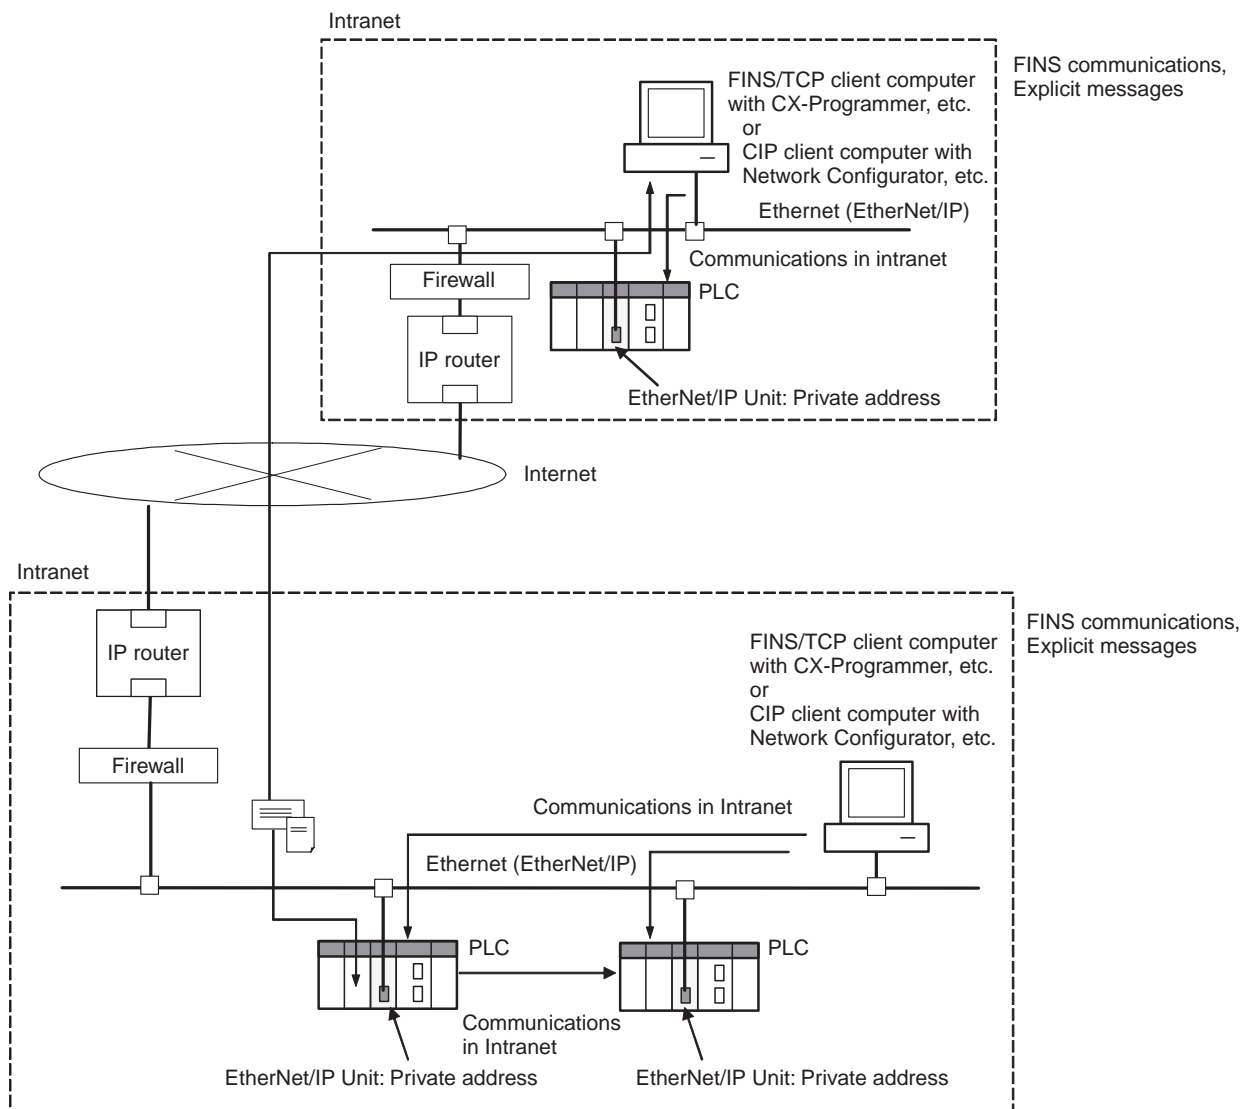 Intranet
FINS communications,
Explicit messages
FINS/TCP client computer
with CX-Programmer, etc.
or
CIP client computer with
Network Configurator, etc.
Ethernet (EtherNet/IP)
Communications in intranet
Firewall
PLC
IP router
EtherNet/IP Unit: Private address
Internet
Intranet
FINS communications,
Explicit messages
IP router
FINS/TCP client computer
with CX-Programmer, etc.
or
CIP client computer with
Network Configurator, etc.
Firewall
Communications in Intranet
Ethernet (EtherNet/IP)
PLC
PLC
Communications
in Intranet
EtherNet/IP Unit: Private address
EtherNet/IP Unit: Private address